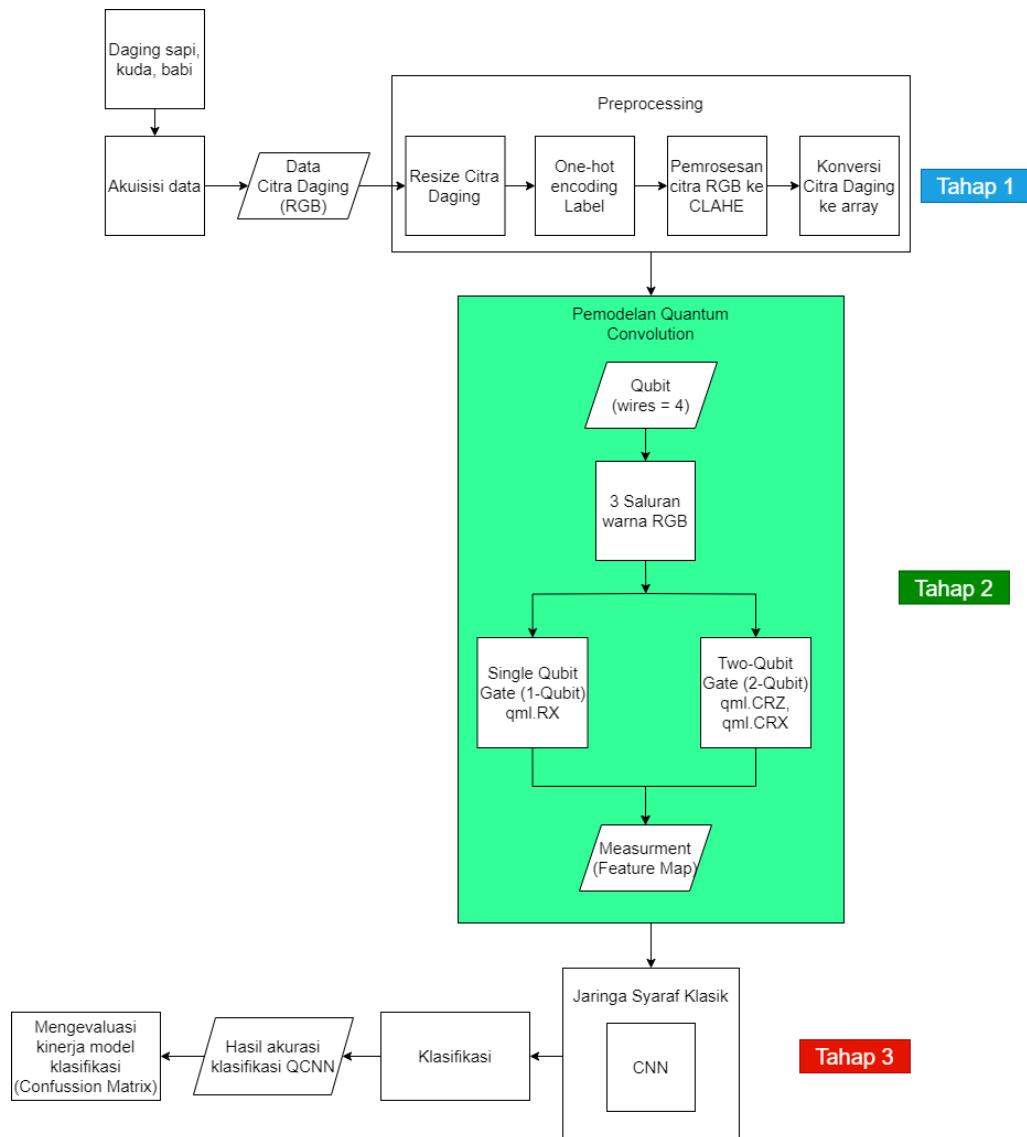 Daging sapi,
kuda, babi
Akuisisi data
Data
Citra Daging
(RGB)
Preprocessing
Resize Citra
Daging
One-hot
encoding
Label
Pemrosesan
citra RGB ke
CLAHE
Konversi
Citra Daging
ke array
Tahap 1
Pemodelan Quantum
Convolution
Qubit
(wires = 4)
3 Saluran
warna RGB
Single Qubit
Gate (1-Qubit)
qml.RX
Two-Qubit
Gate (2-Qubit)
qml.CRZ,
qml.CRX
Measurment
(Feature Map)
Tahap 2
Jaringa Syaraf Klasik
CNN
Klasifikasi
Hasil akurasi
klasifikasi QCNN
Mengevaluasi
kinerja model
klasifikasi
(Confussion Matrix)
Tahap 3